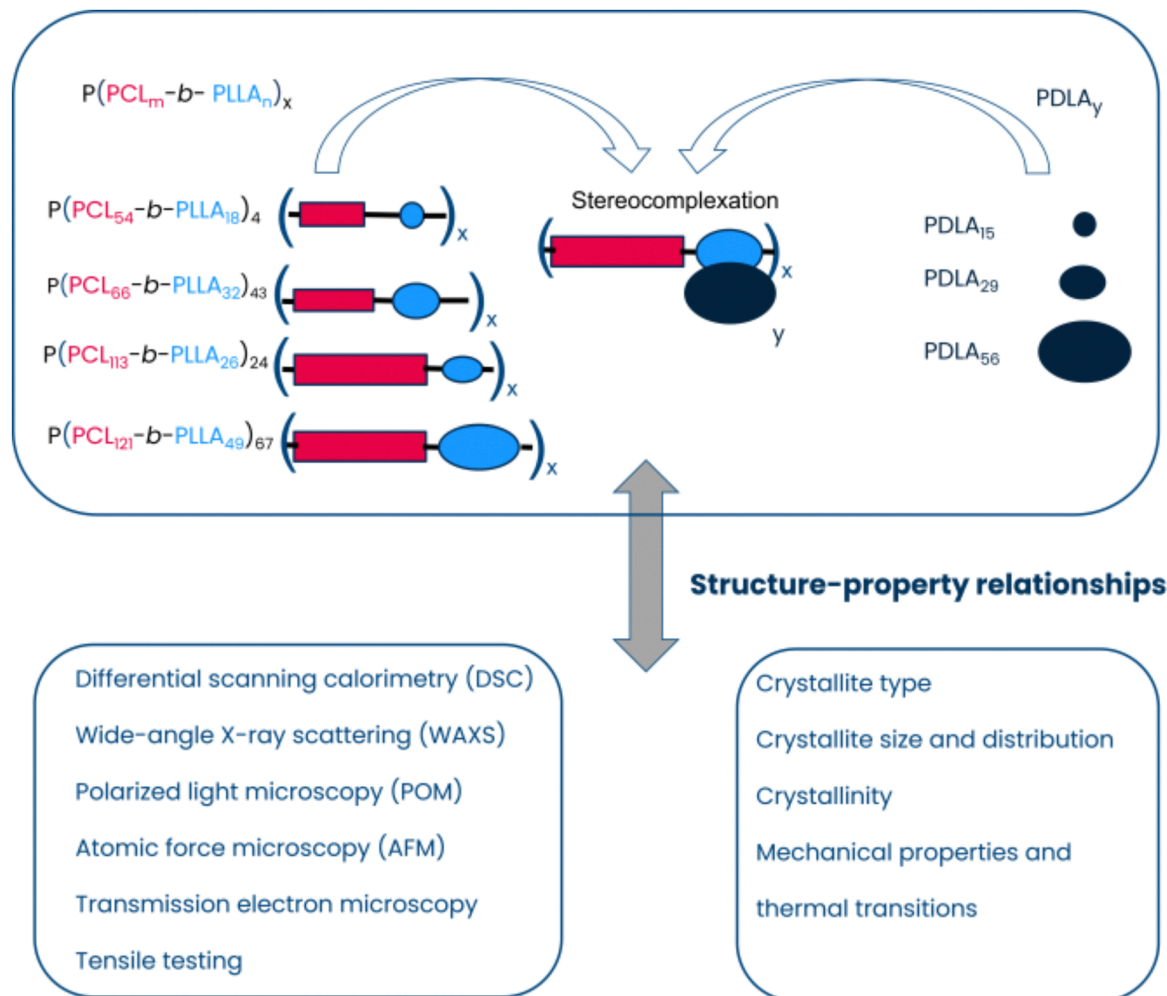 P(PCLm-b- PLLAn)x
PDLAy
P(PCL54-b-PLLA18)4
x
Stereocomplexation
x
y
PDLA15
P(PCL66-b-PLLA32)43
x
PDLA29
P(PCL113-b-PLLA26)24
x
PDLA56
P(PCL121-b-PLLA49)67
x
Structure-property relationships
Differential scanning calorimetry (DSC)
Wide-angle X-ray scattering (WAXS)
Polarized light microscopy (POM)
Atomic force microscopy (AFM)
Transmission electron microscopy
Tensile testing
Crystallite type
Crystallite size and distribution
Crystallinity
Mechanical properties and
thermal transitions